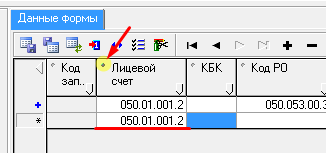 Данные формы
Код зап.. Лицевой счет КБК Код РО
050.01.001.2 050.053.00.3
050.01.001.2